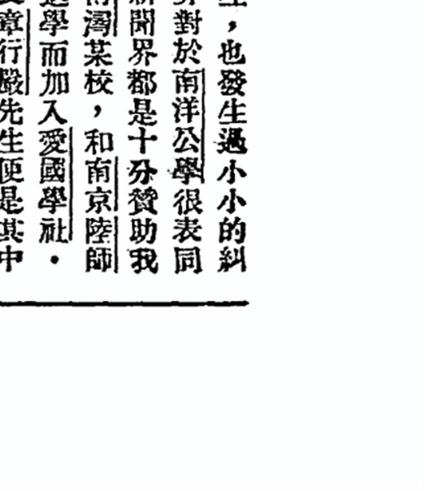 ，也發生過小小的糾
對於南洋公學很表同
聞界都是十分贊助我
潯某校，和南京陸師
學而加入愛國學社．
章行嚴先生便是其中